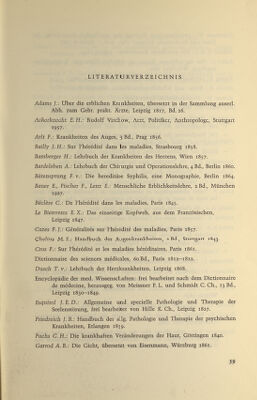 LITERATURVERZEICHNIS
Adams J.: Über die erblichen Krankheiten, übersetzt in der Sammlung auserl.
Abh. zum Gebr. prakt. Ärzte, Leipzig 1817, Bd. 26.
Ackerknecht E. H.: Rudolf Virchow, Arzt, Politiker, Anthropologe, Stuttgart
1957.
Arlt F.: Krankheiten des Auges, 3 Bd., Prag 1856.
Bailly J. H.: Sur l'hérédité dans les maladies, Strasbourg 1858.
Bamberger H.: Lehrbuch der Krankheiten des Herzens, Wien 1857.
Bardeleben A.: Lehrbuch der Chirurgie und Operationslehre, 4 Bd., Berlin 1860.
Bärensprung F. v.: Die hereditäre Syphilis, eine Monographie, Berlin 1864.
Bauer E., Fischer F., Lenz E.: Menschliche Erblichkeitslehre, 2 Bd., München
1927.
Béclère C.: De l'hérédité dans les maladies, Paris 1845.
Le Bienvenu E. X.: Das einseitige Kopfweh, aus dem Französischen,
Leipzig 1847.
Cazes F. J.: Généralités sur l'hérédité des maladies, Paris 1857.
Chelius M. J.: Handbuch der Augenkrankheiten, 2 Bd., Stuttgart 1843.
Cruz F.: Sur l'hérédité et les maladies héréditaires, Paris 1861.
Dictionnaire des sciences médicales, 60 Bd., Paris 1812–1822.
Dusch T. v.: Lehrbuch der Herzkrankheiten, Leipzig 1868.
Encyclopädie der med. Wissenschaften: frei bearbeitet nach dem Dictionnaire
de médecine, herausgeg. von Meissner F. L. und Schmidt C. Ch., 13 Bd.,
Leipzig 1830–1849.
Esquirol J. E. D.: Allgemeine und specielle Pathologie und Therapie der
Seelenstörung, frei bearbeitet von Hille K. Ch., Leipzig 1827.
Friedreich J. B.: Handbuch der allg. Pathologie und Therapie der psychischen
Krankheiten, Erlangen 1839.
Fuchs C. H.: Die krankhaften Veränderungen der Haut, Göttingen 1840.
Garrod A. B.: Die Gicht, übersetzt von Eisenmann, Würzburg 1861.
39